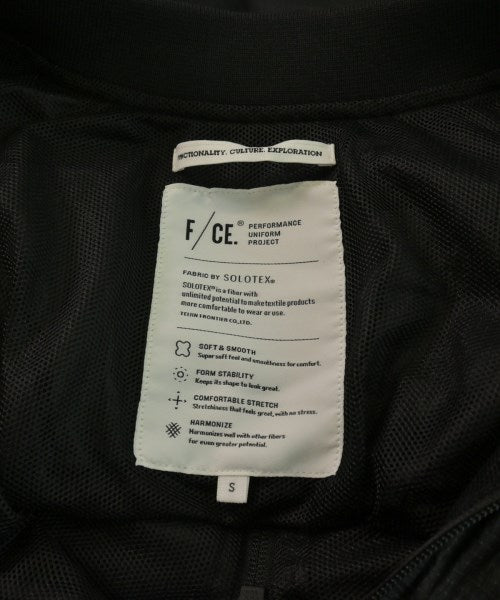 CULTURE. EXPLORATION
F/CE.® PERFORMANCE
UNIFORM
PROJECT
FABRIC BY SOLOTEX®
SOLOTEX® is a fiber with
unlimited potential to make textile products
more comfortable to wear or use.
TEIJIN FRONTIER CO., LTD.
SOFT & SMOOTH
Super soft feel and smoothness for comfort.
FORM STABILITY
Keeps its shape to look great.
COMFORTABLE STRETCH
Stretchiness that feels great, with no stress.
HARMONIZE
Harmonizes well with other fibers
for even greater potential.
S